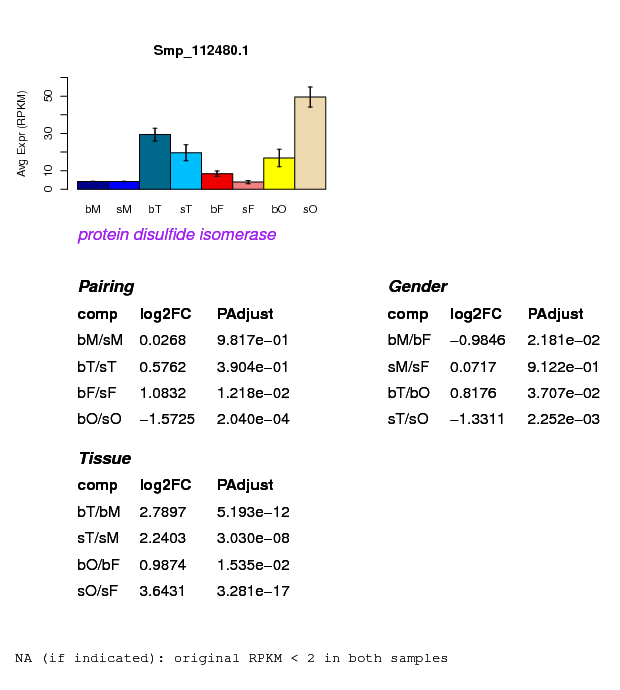 Smp_112480.1
Avg Expr (RPKM)
0 10 30 50
bM sM bT sT bF sF bO sO
protein disulfide isomerase
Pairing
comp log2FC PAdjust
bM/sM 0.0268 9.817e−01
bT/sT 0.5762 3.904e−01
bF/sF 1.0832 1.218e−02
bO/sO −1.5725 2.040e−04
Gender
comp log2FC PAdjust
bM/bF −0.9846 2.181e−02
sM/sF 0.0717 9.122e−01
bT/bO 0.8176 3.707e−02
sT/sO −1.3311 2.252e−03
Tissue
comp log2FC PAdjust
bT/bM 2.7897 5.193e−12
sT/sM 2.2403 3.030e−08
bO/bF 0.9874 1.535e−02
sO/sF 3.6431 3.281e−17
NA (if indicated): original RPKM < 2 in both samples